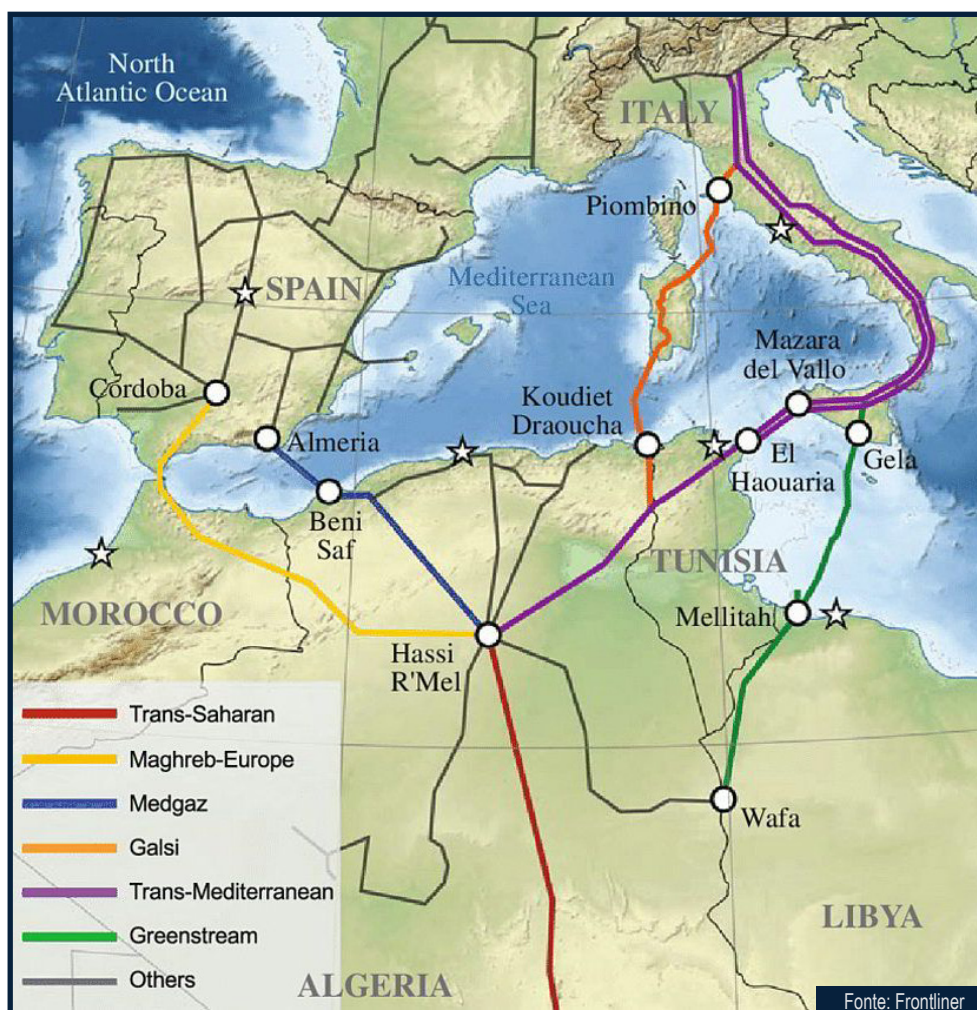 North
Atlantic Ocean
ITALY
Piombino
Mediterranean
Sea
SPAIN
Mazara
del Vallo
Cordoba
Koudiet
Draoucha
Almeria
El
Haouaria
Gela
Beni
Saf
TUNISIA
MOROCCO
Mellitah
Hassi
R'Mel
Trans-Saharan
Maghreb-Europe
Medgaz
Wafa
Galsi
Trans-Mediterranean
Greenstream
LIBYA
Others
ALGERIA
Fonte: Frontliner